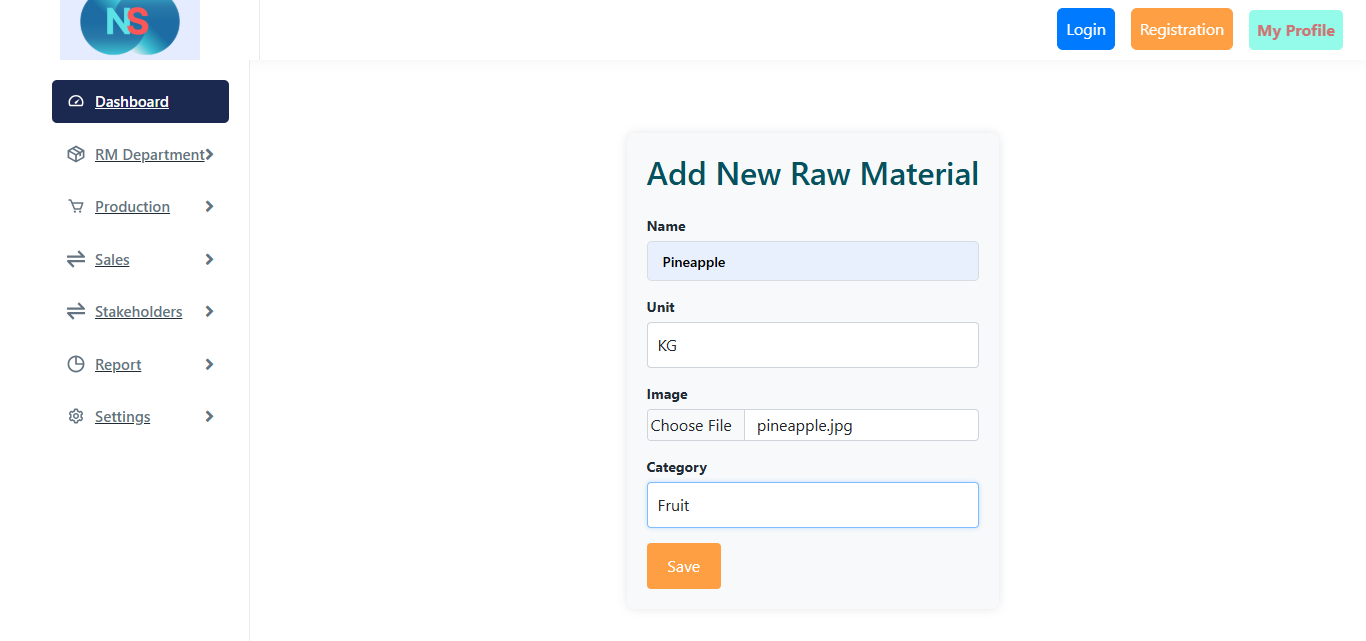 NS
Login
Registration
My Profile
Dashboard
RM Department
Production
Sales
Stakeholders
Report
Settings
Add New Raw Material
Name
Pineapple
Unit
KG
Image
Choose File pineapple.jpg
Category
Fruit
Save